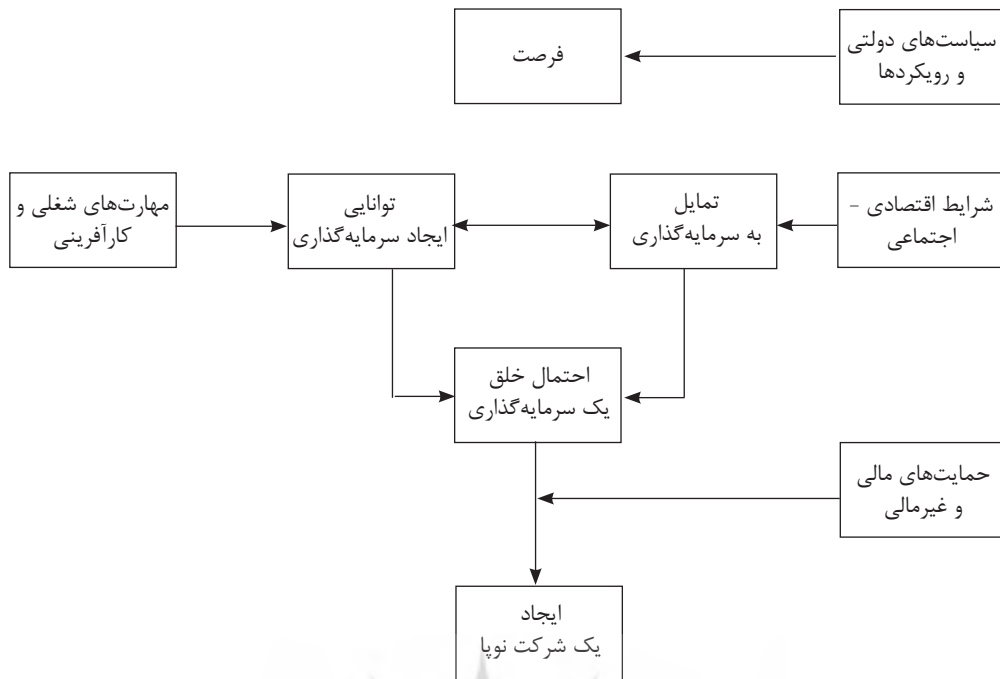 سیاست‌های دولتی
و رویکردها
فرصت
شرایط اقتصادی -
اجتماعی
تمایل
به سرمایه‌گذاری
توانایی
ایجاد سرمایه‌گذاری
مهارت‌های شغلی و
کارآفرینی
احتمال خلق
یک سرمایه‌گذاری
حمایت‌های مالی
و غیرمالی
ایجاد
یک شرکت نوپا